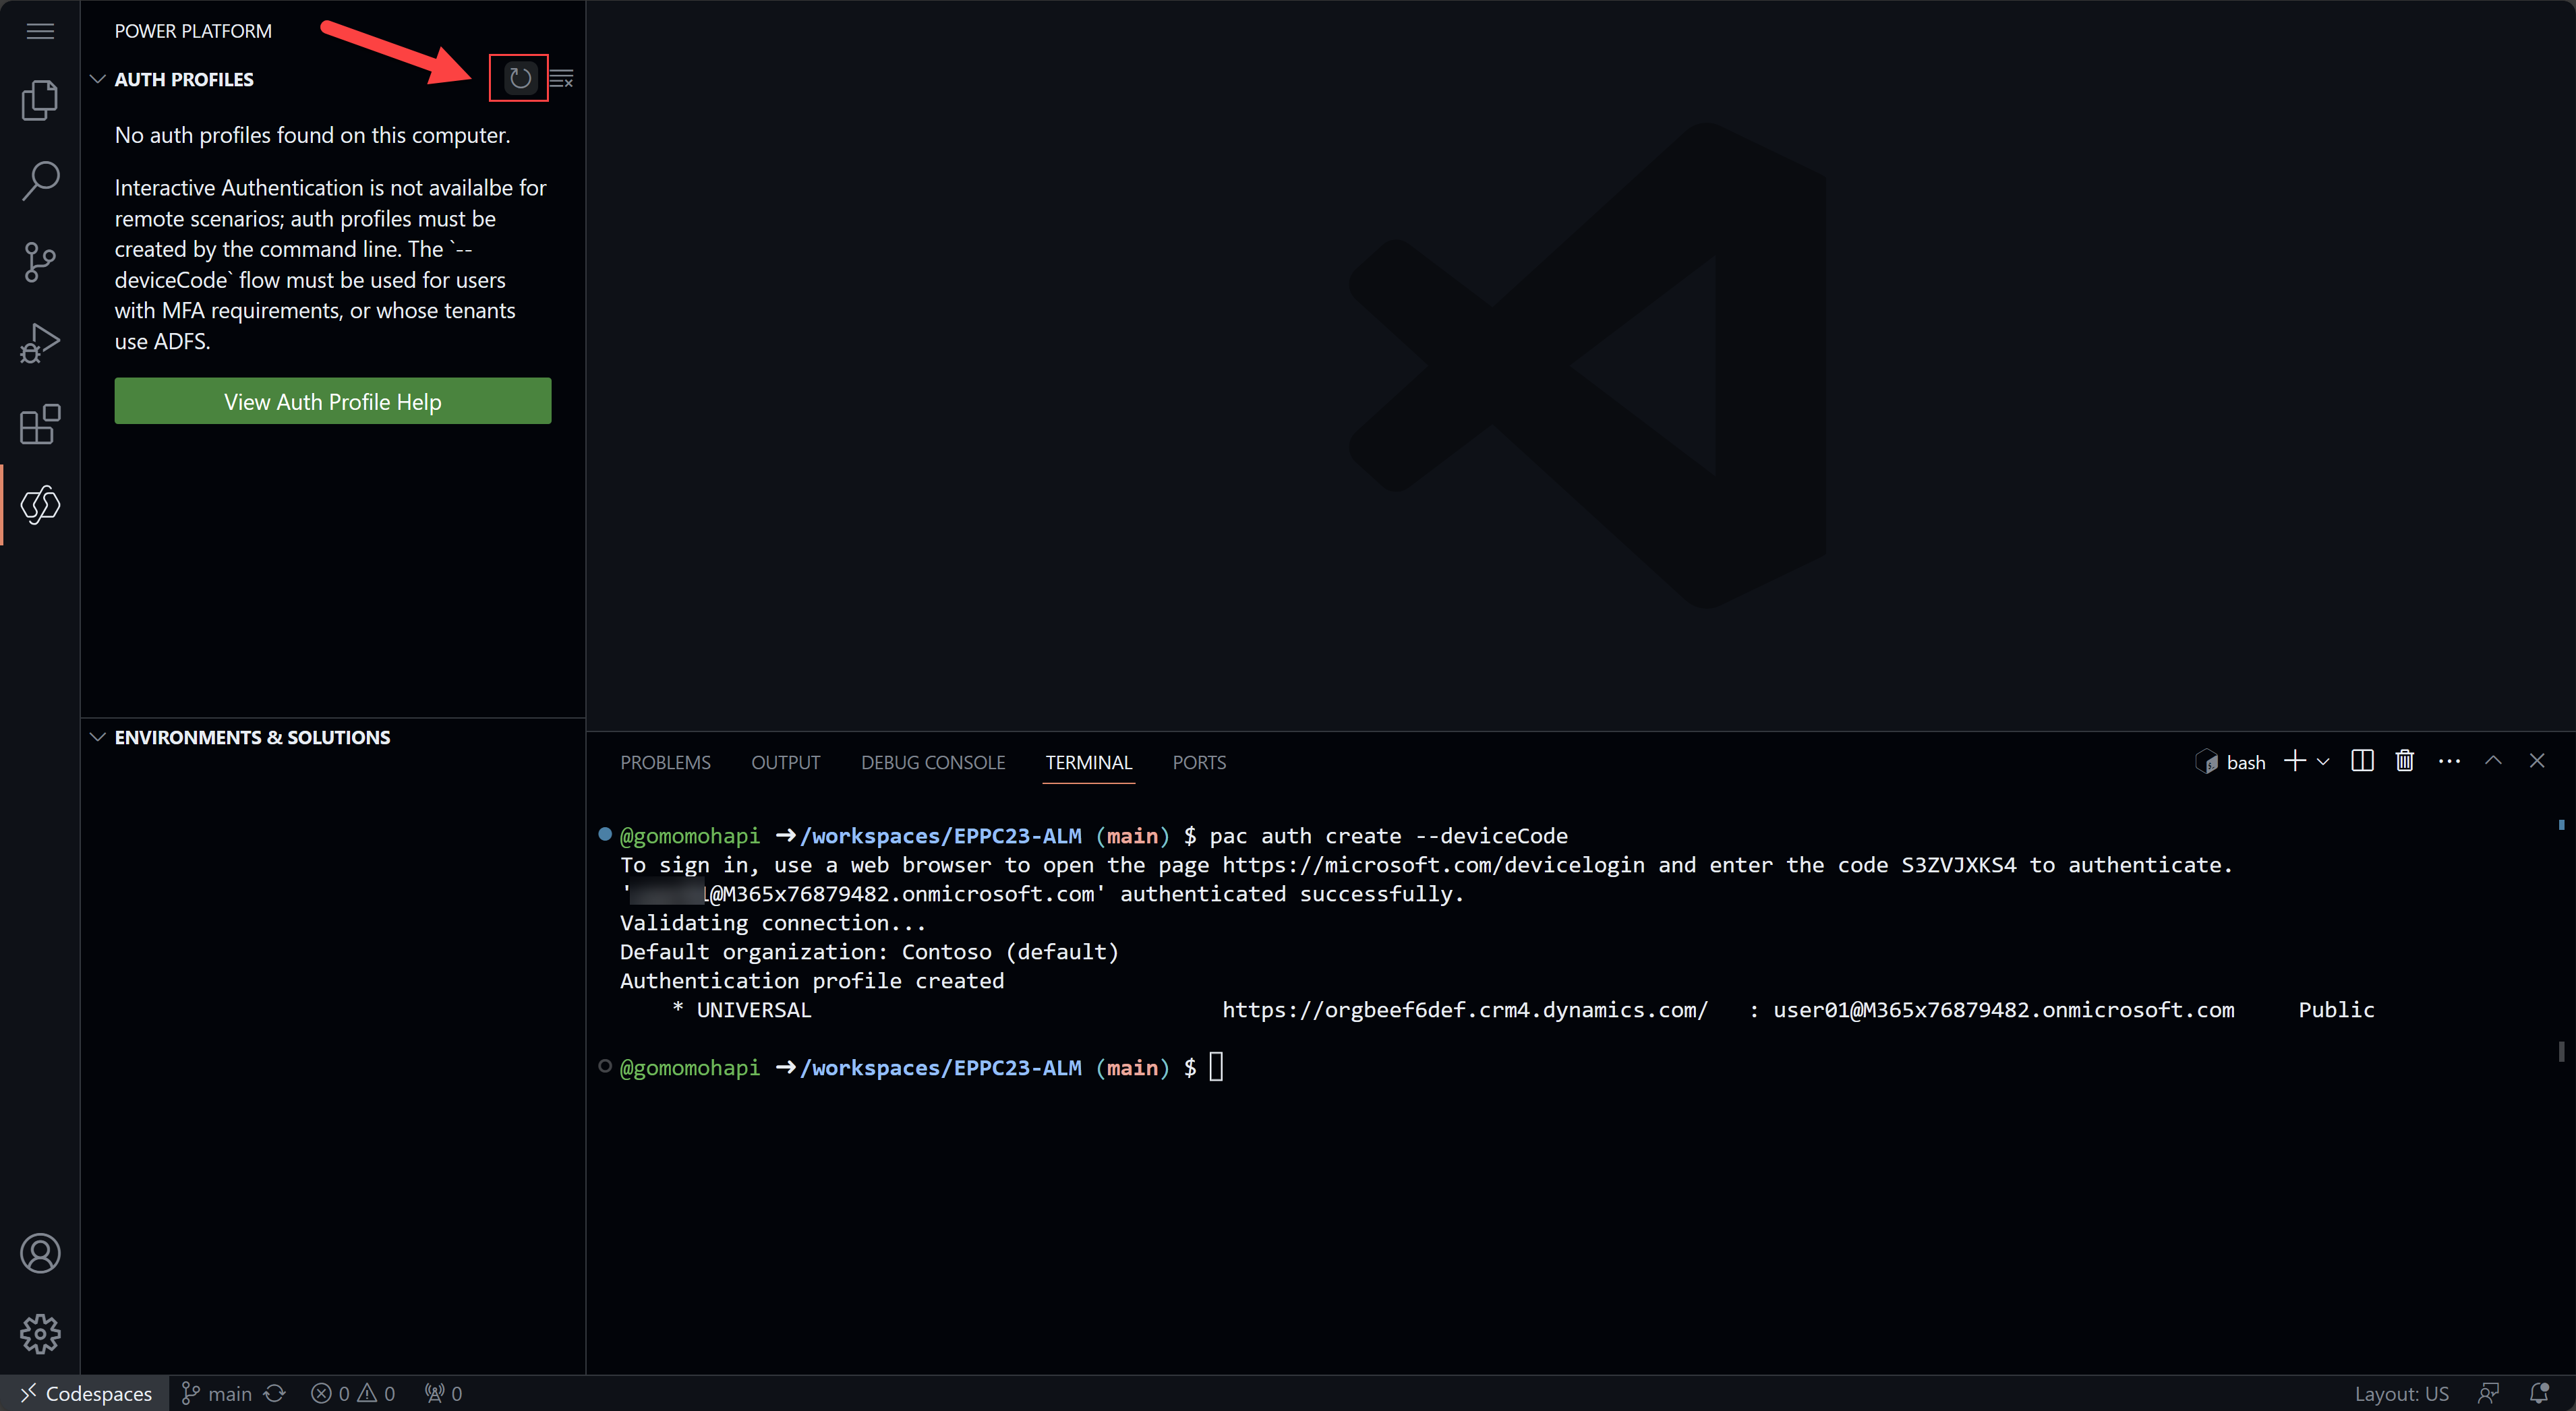 POWER PLATFORM
AUTH PROFILES
No auth profiles found on this computer.
Interactive Authentication is not availalbe for
remote scenarios; auth profiles must be
created by the command line. The `--
deviceCode` flow must be used for users
with MFA requirements, or whose tenants
use ADFS.
View Auth Profile Help
ENVIRONMENTS & SOLUTIONS
PROBLEMS OUTPUT DEBUG CONSOLE TERMINAL PORTS bash
@gomomohapi ➜/workspaces/EPPC23-ALM (main) $ pac auth create --deviceCode
To sign in, use a web browser to open the page https://microsoft.com/devicelogin and enter the code S3ZVJXKS4 to authenticate.
'1@M365x76879482.onmicrosoft.com' authenticated successfully.
Validating connection...
Default organization: Contoso (default)
Authentication profile created
* UNIVERSAL https://orgbeef6def.crm4.dynamics.com/ : user01@M365x76879482.onmicrosoft.com Public
@gomomohapi ➜/workspaces/EPPC23-ALM (main) $
Codespaces main 0 0 0 Layout: US